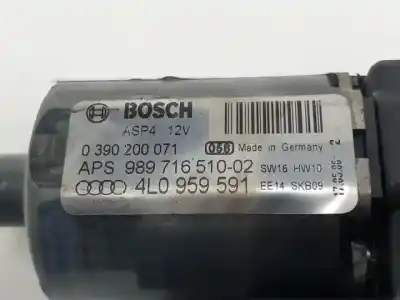 BOSCH
ASP4 12V
0 390 200 071 056 Made in Germany
APS 989 716 510-02 SW16 HW10
4L0 959 591 EE14 SKB09